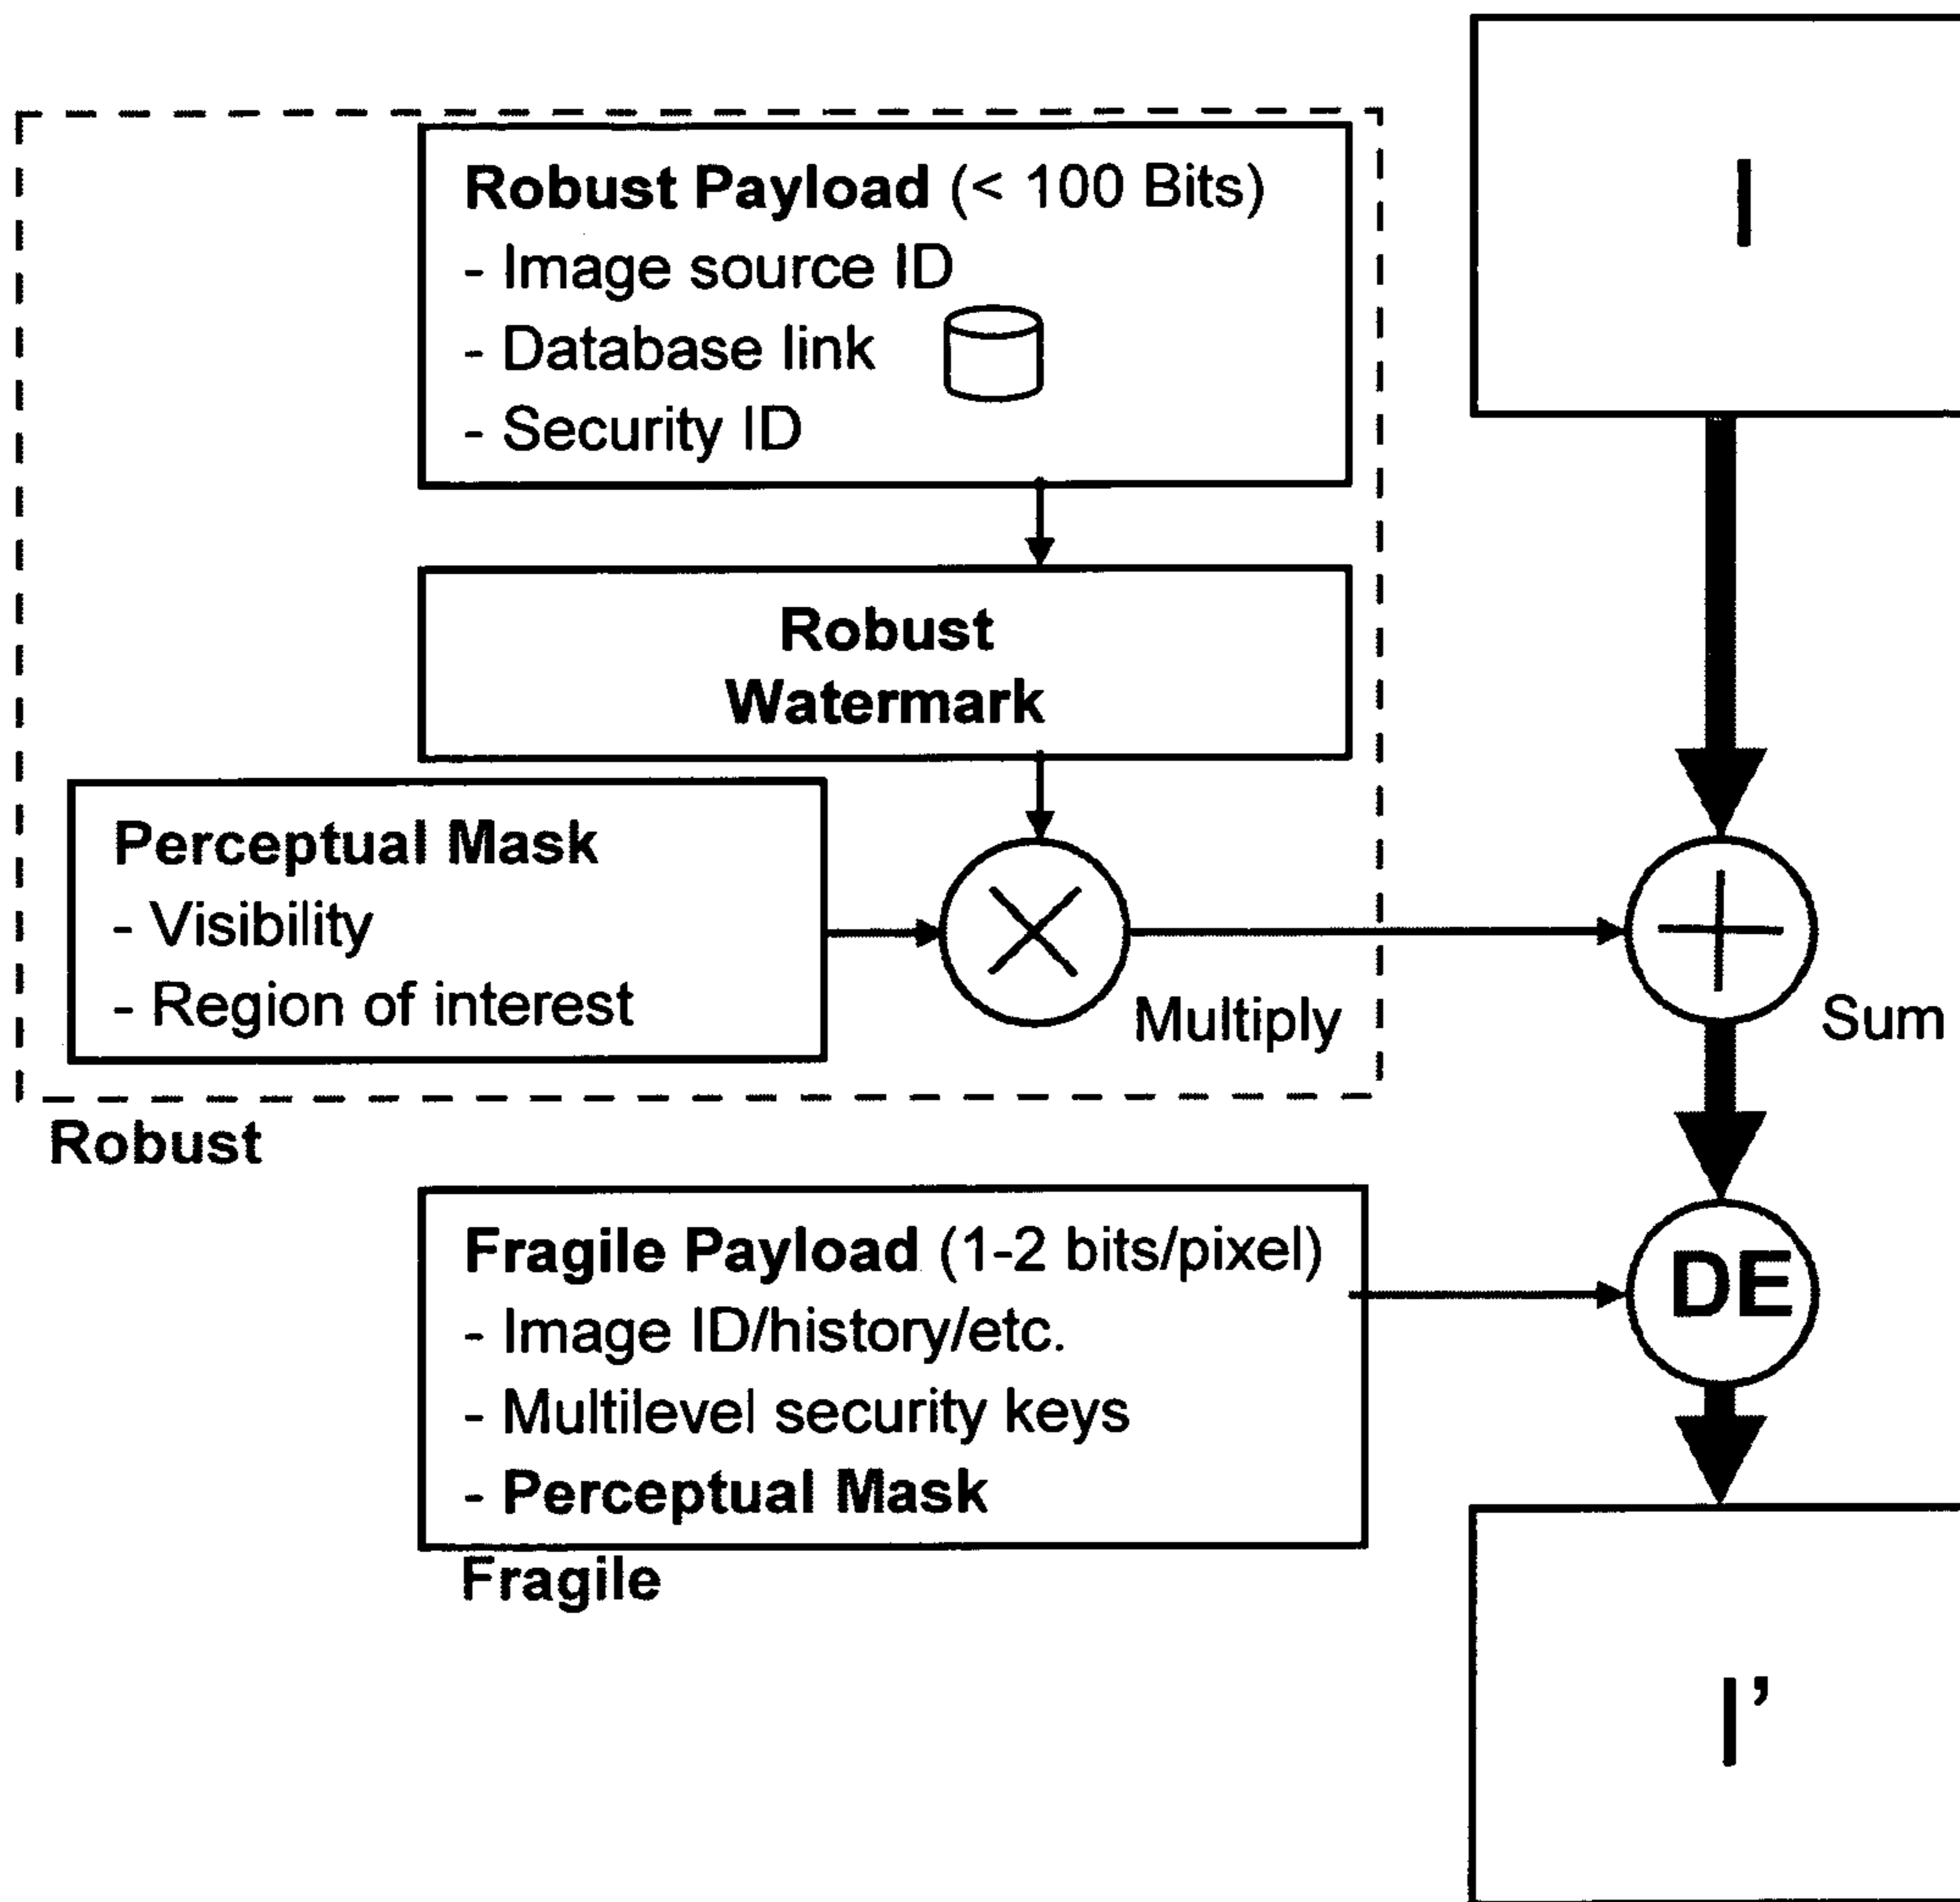 I
Robust Payload (< 100 Bits)
- Image source ID
- Database link
- Security ID
Robust
Watermark
Perceptual Mask
- Visibility
- Region of interest
Multiply
Sum
Robust
Fragile Payload (1-2 bits/pixel)
- Image ID/history/etc.
- Multilevel security keys
- Perceptual Mask
DE
Fragile
I’